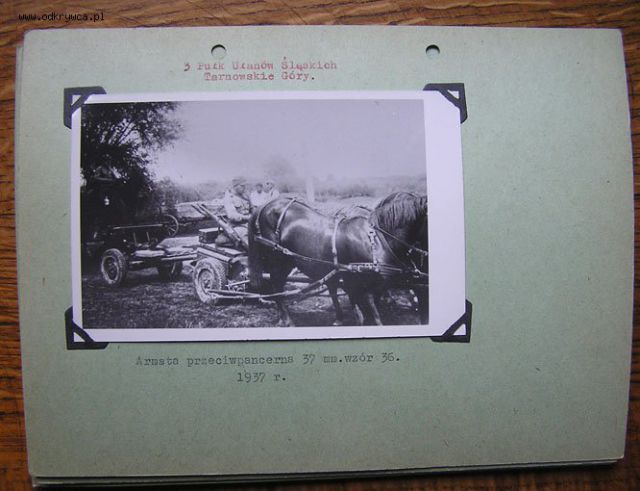 www.odkrywca.pl
3 Pułk Ułanów Śląskich
Tarnowskie Góry.
Armata przeciwpancerna 37 mm.wzór 36.
1937 r.